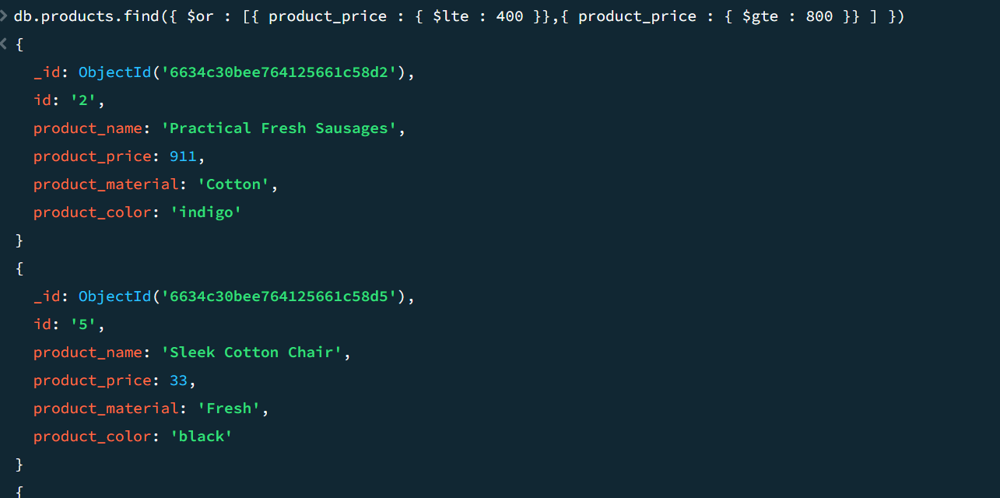 > db.products.find({ $or : [{ product_price : { $lte : 400 }},{ product_price : { $gte : 800 }} ] })
< {
_id: ObjectId('6634c30bee764125661c58d2'),
id: '2',
product_name: 'Practical Fresh Sausages',
product_price: 911,
product_material: 'Cotton',
product_color: 'indigo'
}
{
_id: ObjectId('6634c30bee764125661c58d5'),
id: '5',
product_name: 'Sleek Cotton Chair',
product_price: 33,
product_material: 'Fresh',
product_color: 'black'
}
{